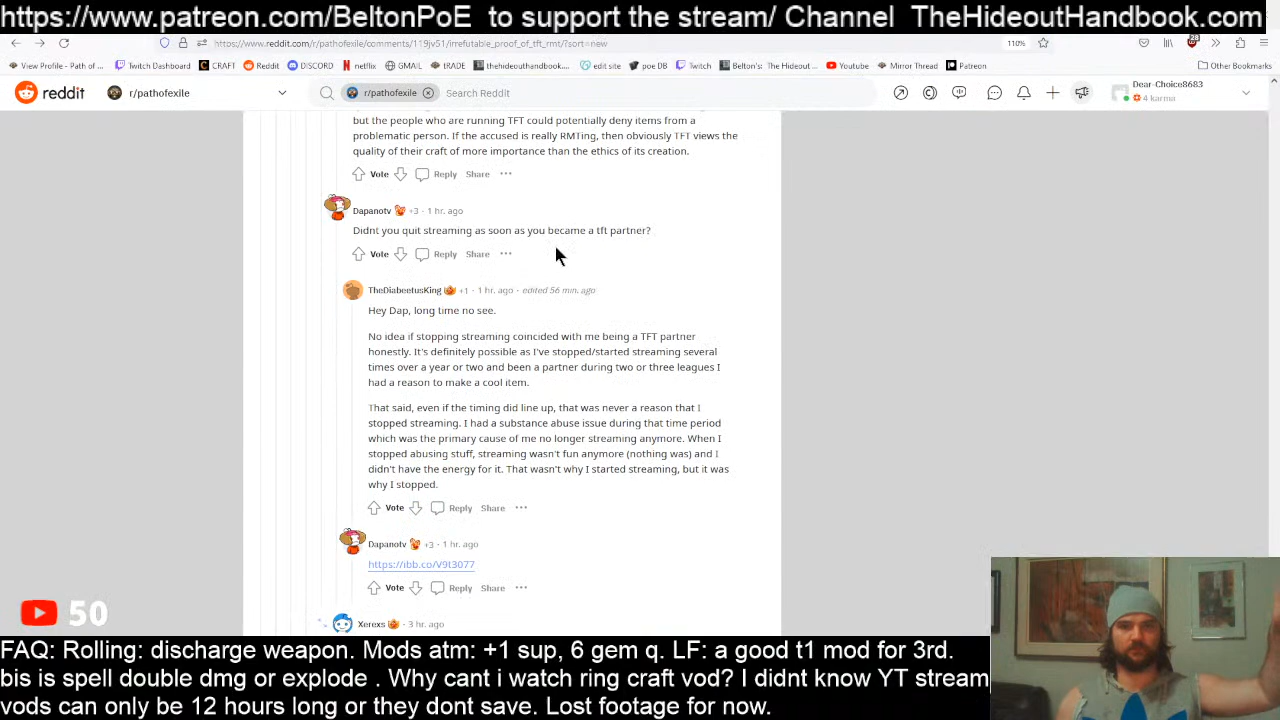 https://www.patreon.com/BeltonPoE to support the stream/ Channel TheHideoutHandbook.com
https://www.reddit.com/r/pathofexile/comments/119jv51/irrefutable_proof_of_tft_rmt/?sort=new
110%
28
View Profile - Path of ... Twitch Dashboard CRAFT Reddit DISCORD netflix GMAIL tRADE thehideouthandbook.... edit site poe DB Twitch Belton's: The Hideout ... Youtube Mirror Thread Patreon Other Bookmarks
reddit r/pathofexile r/pathofexile Search Reddit Dear-Choice8683
4 karma
but the people who are running TFT could potentially deny items from a
problematic person. If the accused is really RMTing, then obviously TFT views the
quality of their craft of more importance than the ethics of its creation.
Vote Reply Share ...
Dapanotv +3 · 1 hr. ago
Didnt you quit streaming as soon as you became a tft partner?
Vote Reply Share ...
TheDiabeetusKing +1 · 1 hr. ago · edited 56 min. ago
Hey Dap, long time no see.
No idea if stopping streaming coincided with me being a TFT partner
honestly. It's definitely possible as I've stopped/started streaming several
times over a year or two and been a partner during two or three leagues I
had a reason to make a cool item.
That said, even if the timing did line up, that was never a reason that I
stopped streaming. I had a substance abuse issue during that time period
which was the primary cause of me no longer streaming anymore. When I
stopped abusing stuff, streaming wasn't fun anymore (nothing was) and I
didn't have the energy for it. That wasn't why I started streaming, but it was
why I stopped.
Vote Reply Share ...
Dapanotv +3 · 1 hr. ago
https://ibb.co/V9t3077
Vote Reply Share ...
Xerexs · 3 hr. ago
50
FAQ: Rolling: discharge weapon. Mods atm: +1 sup, 6 gem q. LF: a good t1 mod for 3rd.
bis is spell double dmg or explode . Why cant i watch ring craft vod? I didnt know YT stream
vods can only be 12 hours long or they dont save. Lost footage for now.